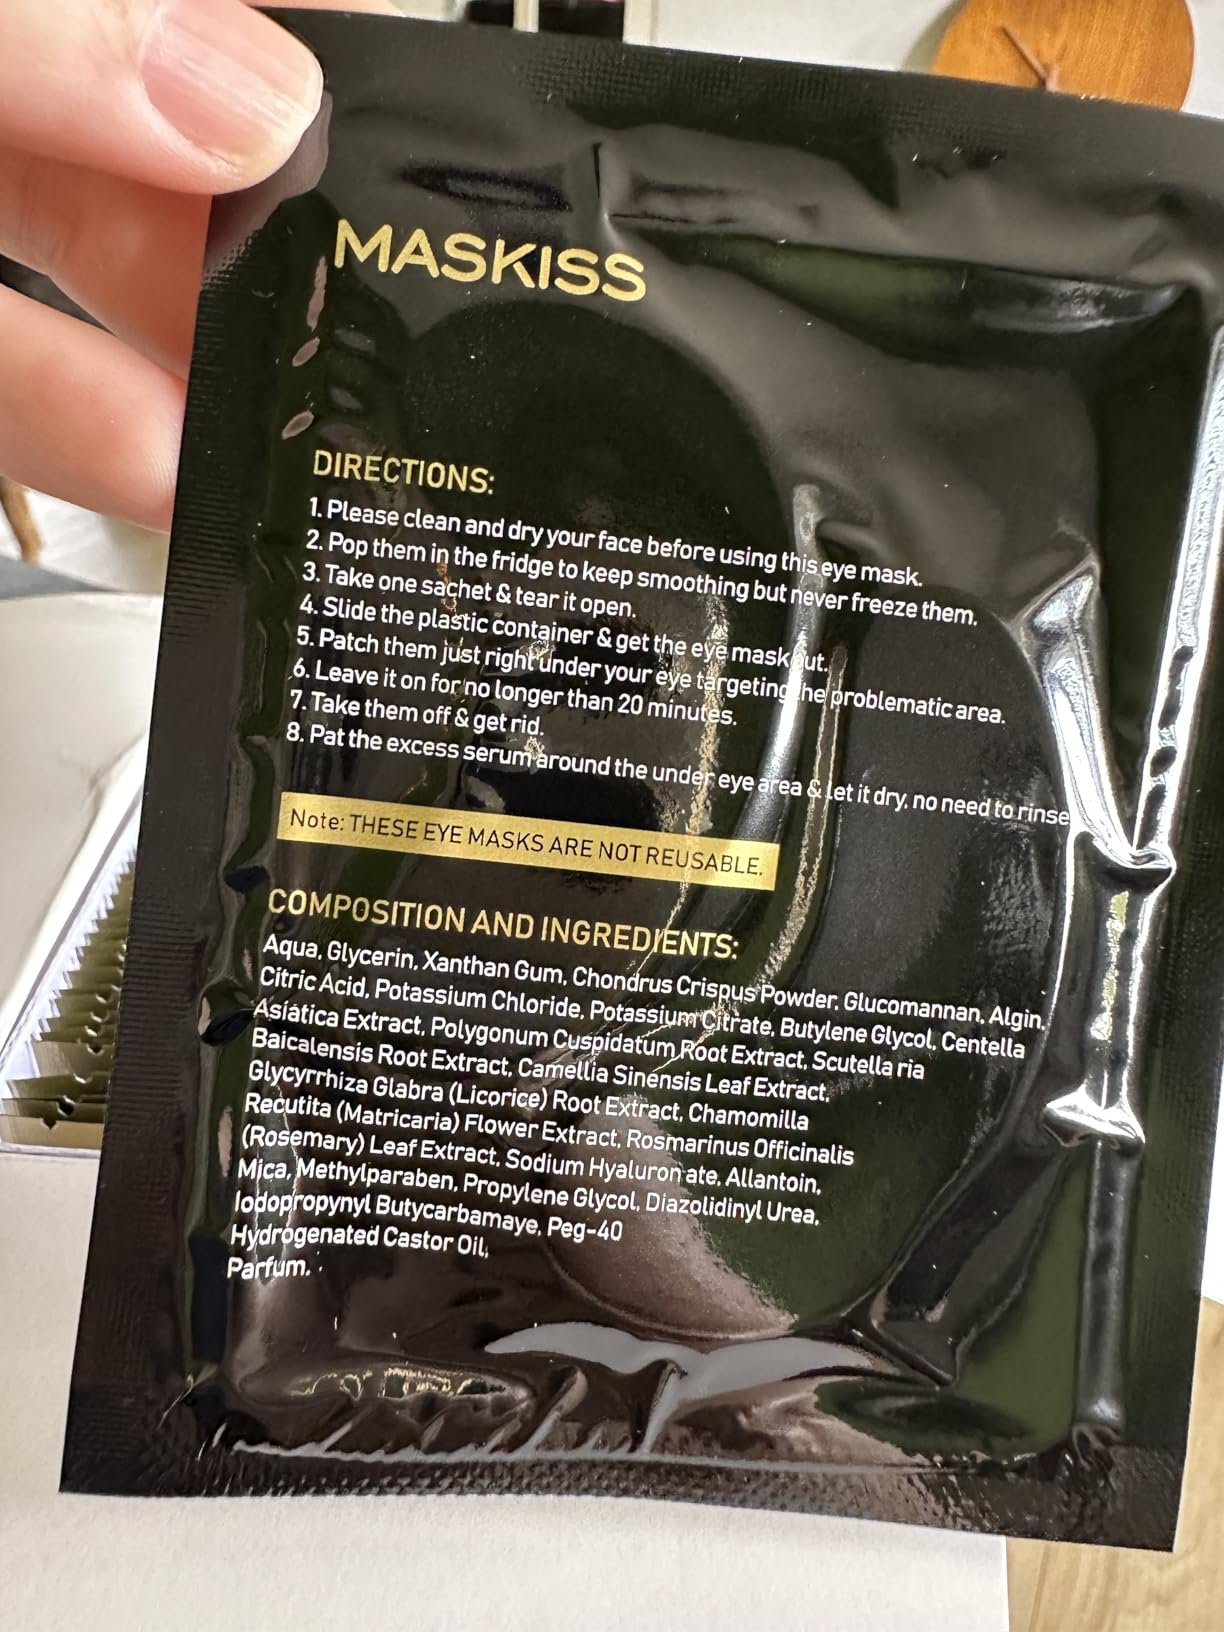 MASKISS
DIRECTIONS:
1. Please clean and dry your face before using this eye mask.
2. Pop them in the fridge to keep smoothing but never freeze them.
3. Take one sachet & tear it open.
4. Slide the plastic container & get the eye mask out.
5. Patch them just right under your eye targeting the problematic area.
6. Leave it on for no longer than 20 minutes.
7. Take them off & get rid.
8. Pat the excess serum around the under eye area & let it dry, no need to rinse
Note: THESE EYE MASKS ARE NOT REUSABLE.
COMPOSITION AND INGREDIENTS:
Aqua, Glycerin, Xanthan Gum, Chondrus Crispus Powder, Glucomannan, Algin,
Citric Acid, Potassium Chloride, Potassium Citrate, Butylene Glycol, Centella
Asiatica Extract, Polygonum Cuspidatum Root Extract, Scutella ria
Baicalensis Root Extract, Camellia Sinensis Leaf Extract,
Glycyrrhiza Glabra (Licorice) Root Extract, Chamomilla
Recutita (Matricaria) Flower Extract, Rosmarinus Officinalis
(Rosemary) Leaf Extract, Sodium Hyaluron ate, Allantoin,
Mica, Methylparaben, Propylene Glycol, Diazolidinyl Urea,
Iodopropynyl Butycarbamaye, Peg-40
Hydrogenated Castor Oil,
Parfum.